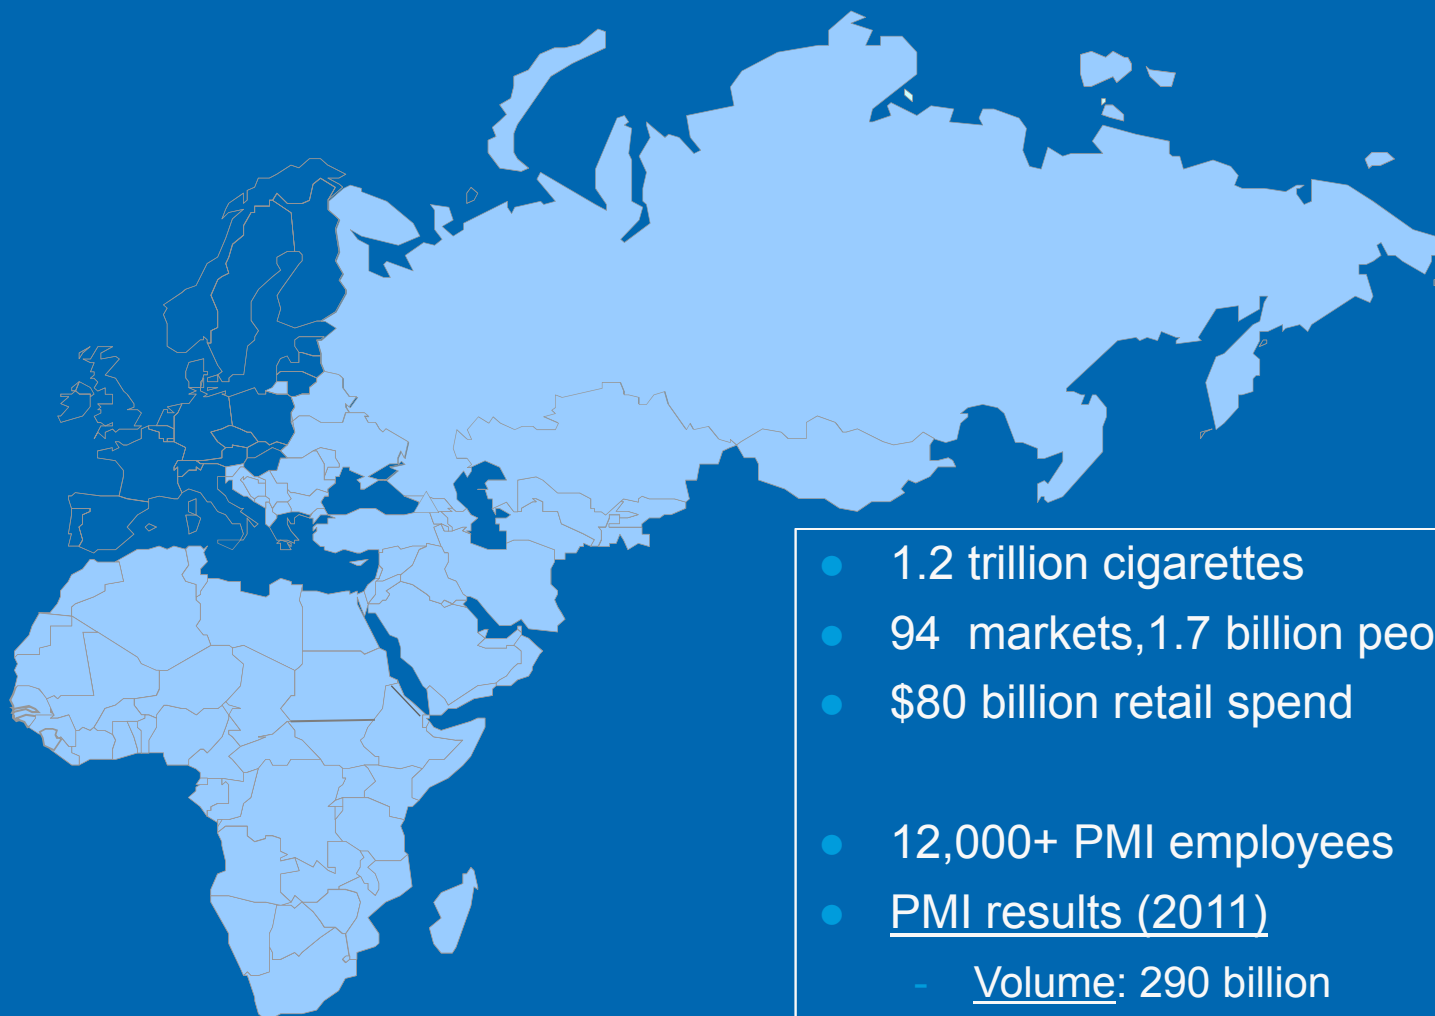 1.2 trillion cigarettes
94 markets,1.7 billion peo
$80 billion retail spend
12,000+ PMI employees
PMI results (2011)
- Volume: 290 billion